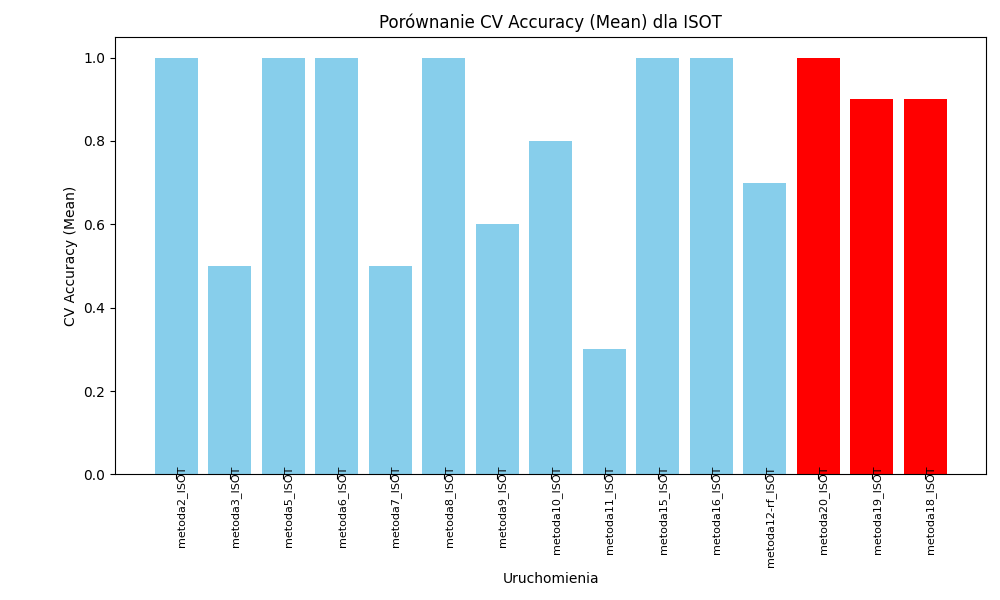 Porównanie CV Accuracy (Mean) dla ISOT
CV Accuracy (Mean)
1.0
0.8
0.6
0.4
0.2
0.0
metoda2_ISOT
metoda3_ISOT
metoda5_ISOT
metoda6_ISOT
metoda7_ISOT
metoda8_ISOT
metoda9_ISOT
metoda10_ISOT
metoda11_ISOT
metoda15_ISOT
metoda16_ISOT
metoda12-rf_ISOT
metoda20_ISOT
metoda19_ISOT
metoda18_ISOT
Uruchomienia